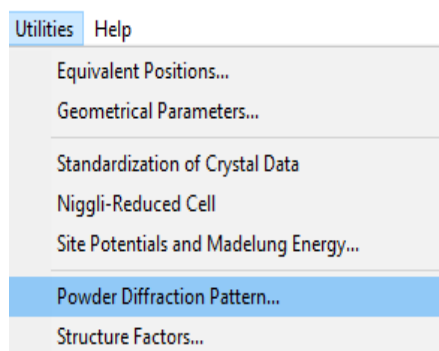 Utilities Help
Equivalent Positions...
Geometrical Parameters...
Standardization of Crystal Data
Niggli-Reduced Cell
Site Potentials and Madelung Energy...
Powder Diffraction Pattern...
Structure Factors...